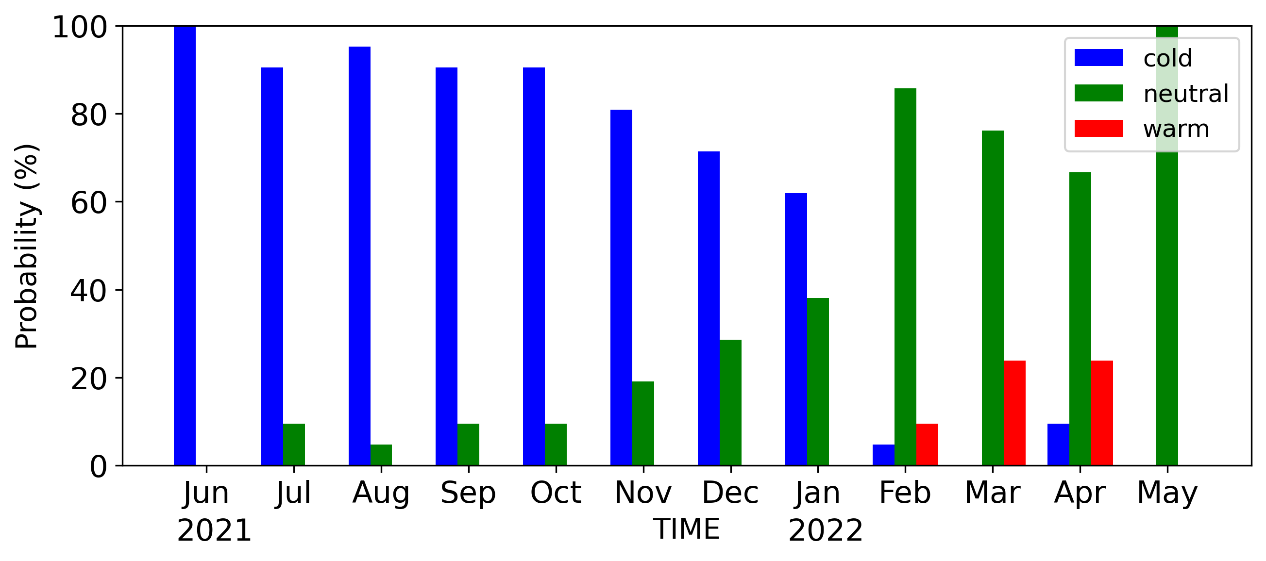 100
80
60
40
20
0
Probability (%)
cold
neutral
warm
Jun Jul Aug Sep Oct Nov Dec Jan Feb Mar Apr May
2021 TIME 2022